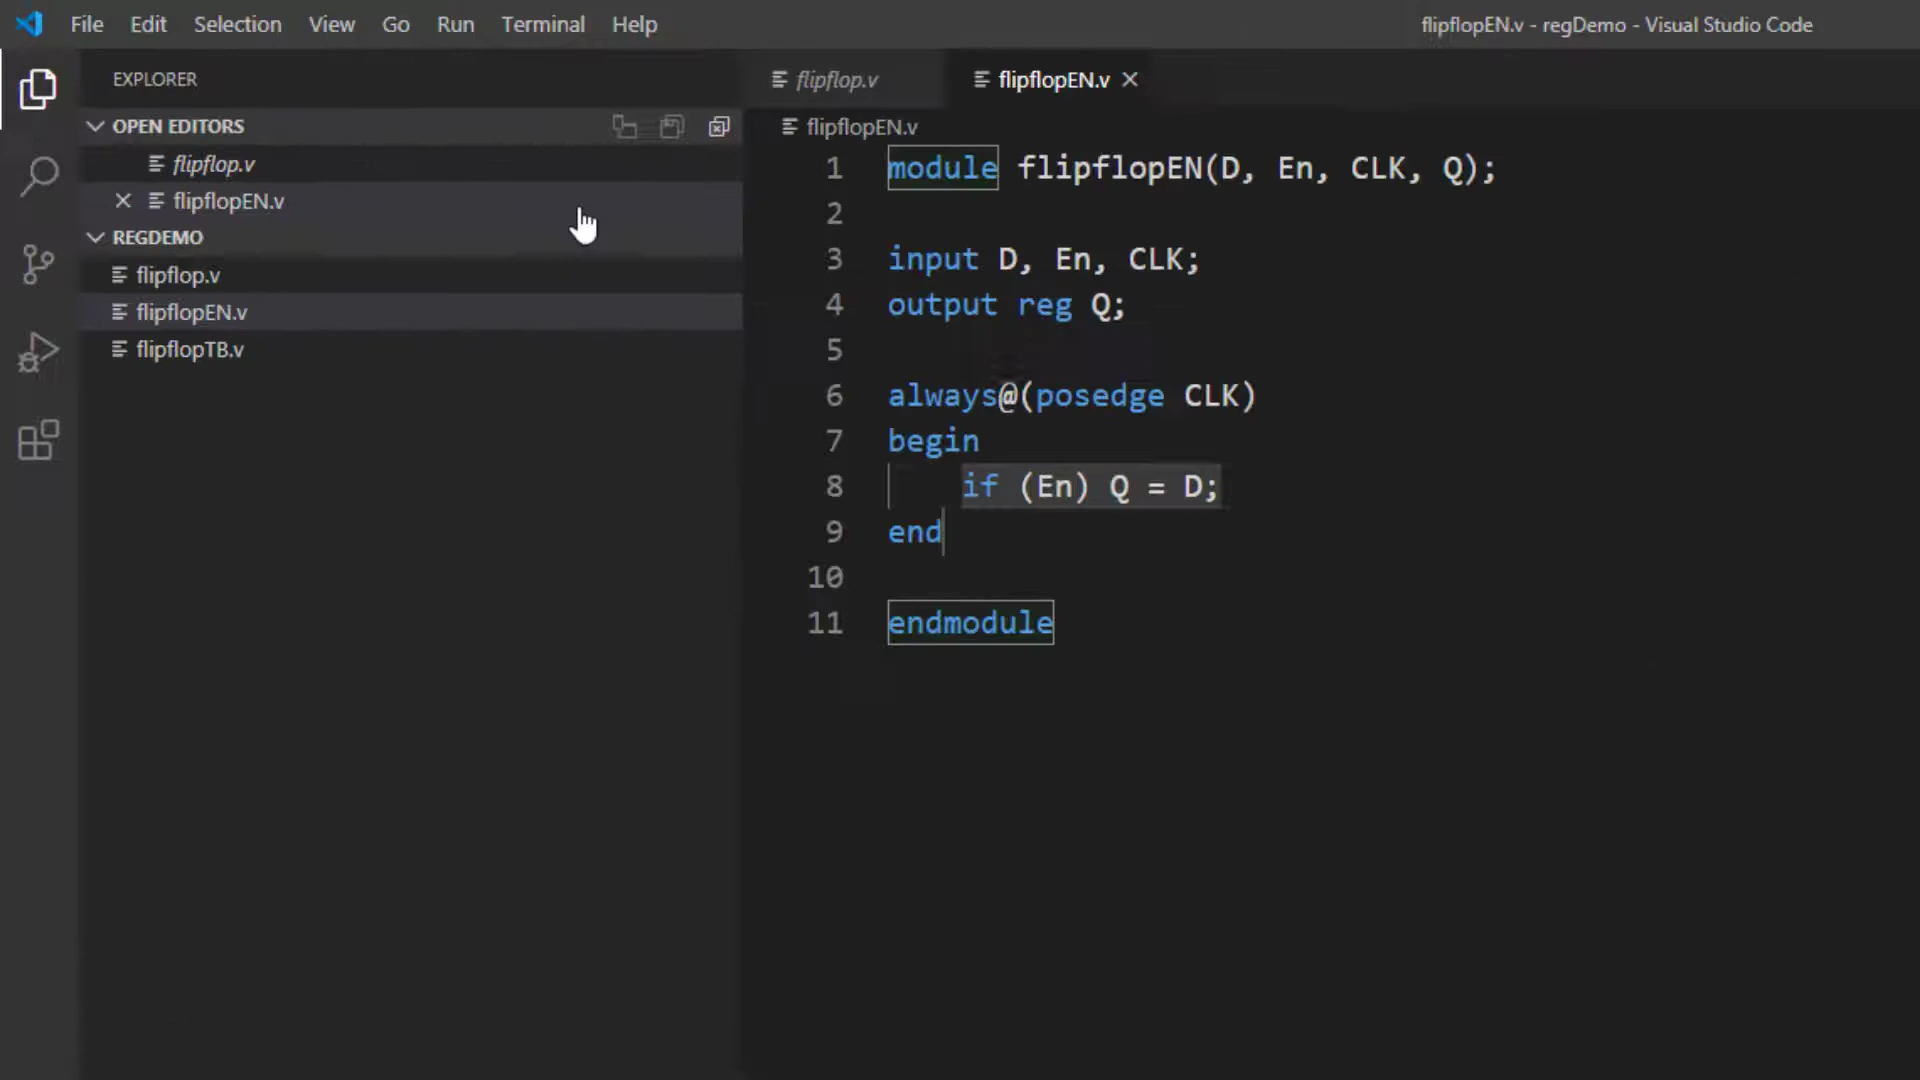 File Edit Selection View Go Run Terminal Help flipflopEN.v - regDemo - Visual Studio Code
EXPLORER
OPEN EDITORS
flipflop.v
flipflopEN.v
REGDEMO
flipflop.v
flipflopEN.v
flipflopTB.v
flipflop.v flipflopEN.v
flipflopEN.v
1 module flipflopEN(D, En, CLK, Q);
2
3 input D, En, CLK;
4 output reg Q;
5
6 always@(posedge CLK)
7 begin
8 if (En) Q = D;
9 end
10
11 endmodule